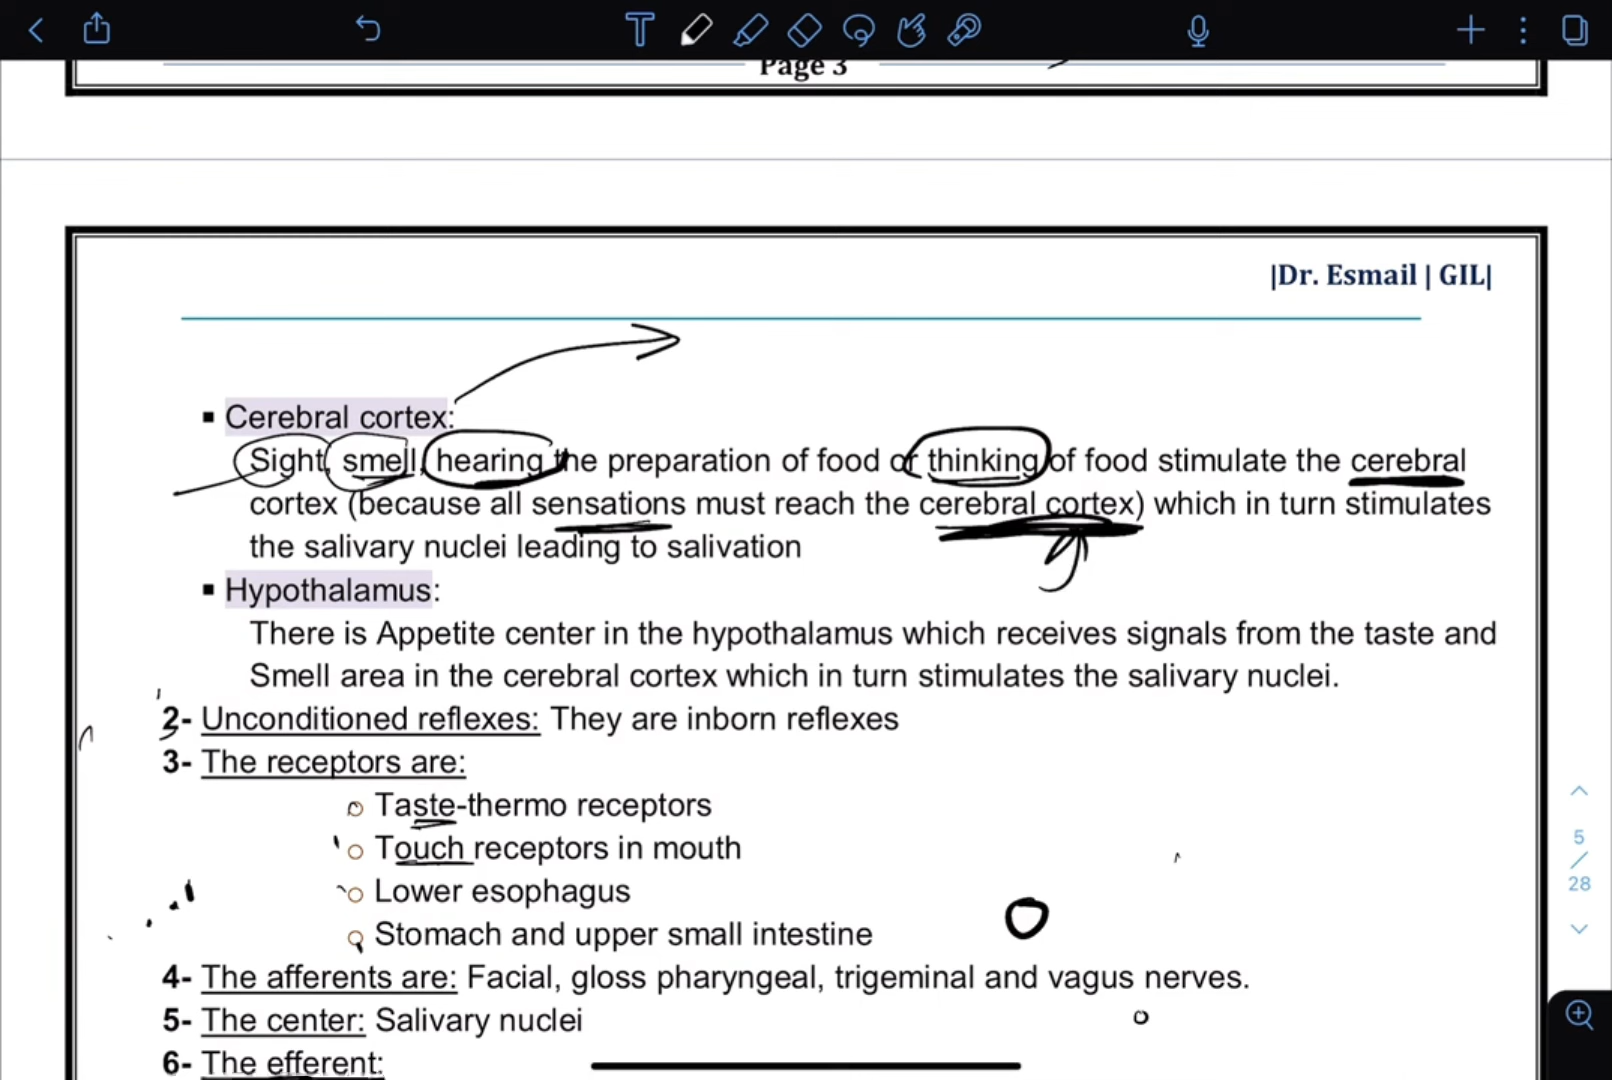 Page 3
|Dr. Esmail | GIL|
▪ Cerebral cortex:
Sight, smell, hearing the preparation of food or thinking of food stimulate the cerebral
cortex (because all sensations must reach the cerebral cortex) which in turn stimulates
the salivary nuclei leading to salivation
▪ Hypothalamus:
There is Appetite center in the hypothalamus which receives signals from the taste and
Smell area in the cerebral cortex which in turn stimulates the salivary nuclei.
2- Unconditioned reflexes: They are inborn reflexes
3- The receptors are:
○ Taste-thermo receptors
○ Touch receptors in mouth
○ Lower esophagus
○ Stomach and upper small intestine
4- The afferents are: Facial, gloss pharyngeal, trigeminal and vagus nerves.
5- The center: Salivary nuclei
6- The efferent:
5
/
28